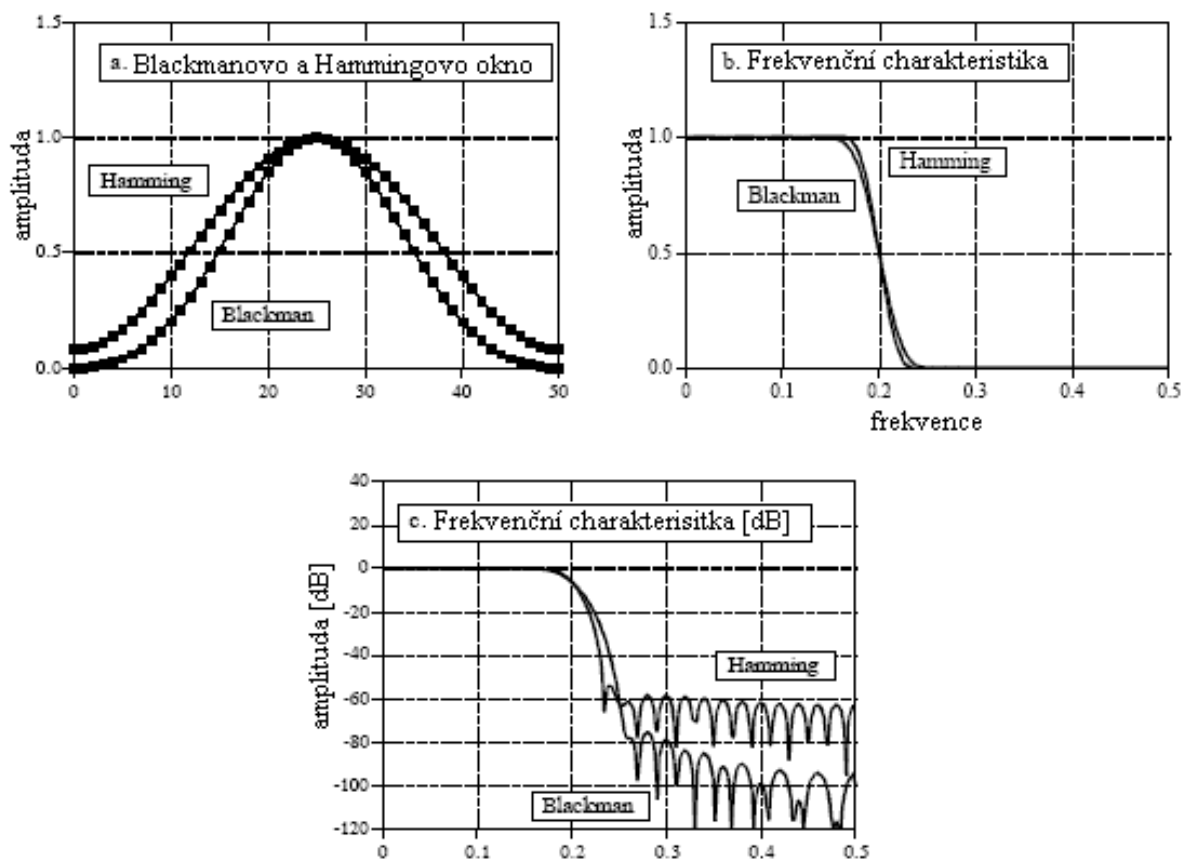 1.5
a. Blackmanovo a Hammingovo okno
1.0
amplituda
Hamming
0.5
Blackman
0.0
0 10 20 30 40 50
1.5
b. Frekvenční charakteristika
1.0
amplituda
Hamming
Blackman
0.5
0.0
0 0.1 0.2 0.3 0.4 0.5
frekvence
40
c. Frekvenční charakterisitka [dB]
20
0
amplituda [dB]
-20
-40
Hamming
-60
-80
-100
Blackman
-120
0 0.1 0.2 0.3 0.4 0.5